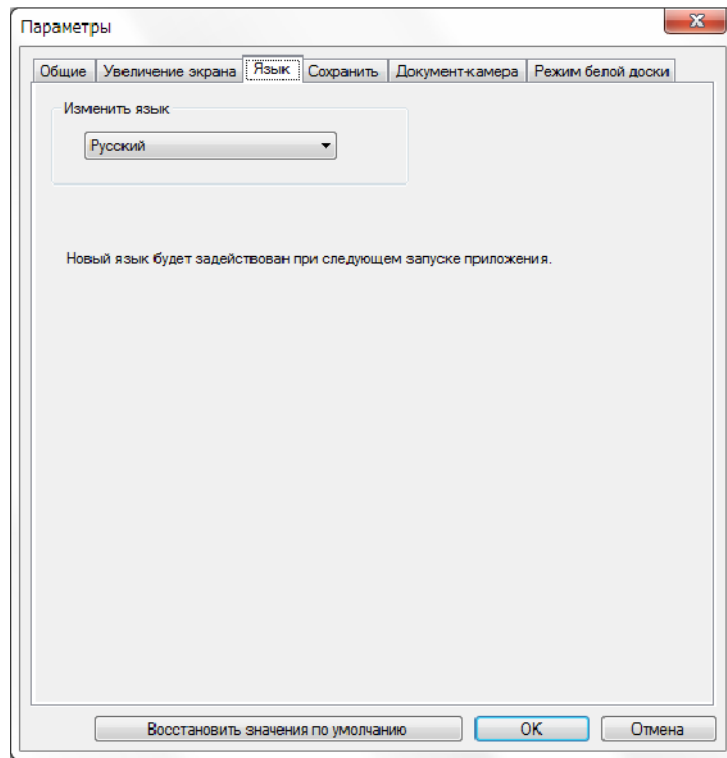 Параметры
Общие Увеличение экрана Язык Сохранить Документ-камера Режим белой доски
Изменить язык
Русский
Новый язык будет задействован при следующем запуске приложения.
Восстановить значения по умолчанию OK Отмена